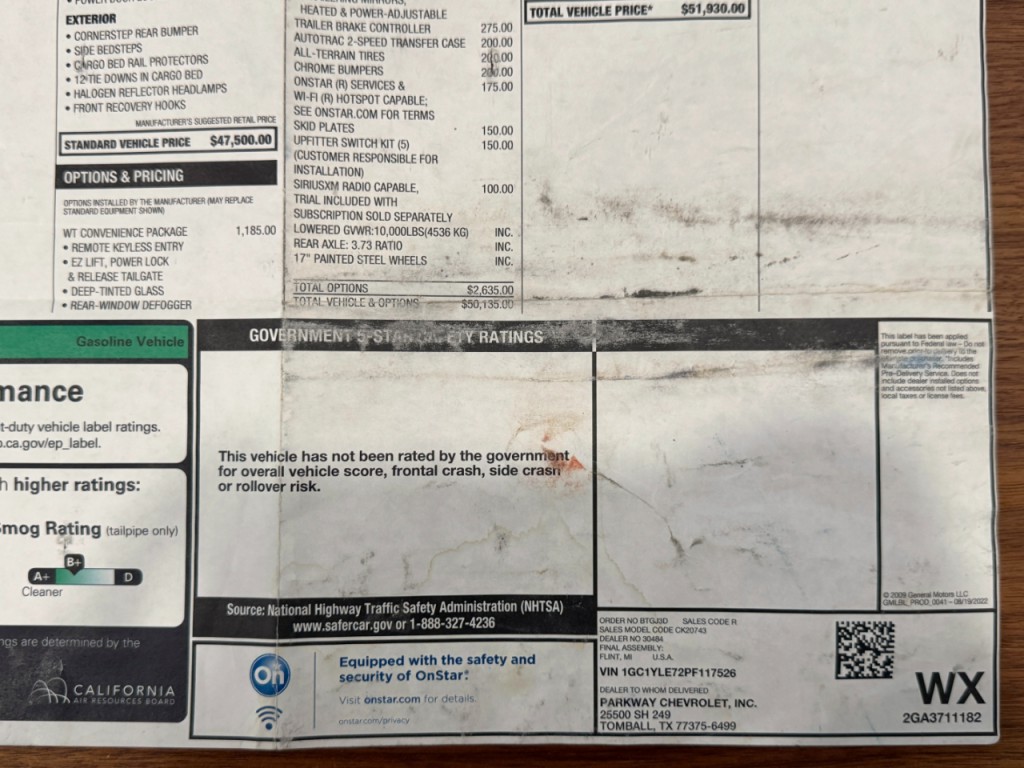 EXTERIOR
• CORNERSTEP REAR BUMPER
• SIDE BEDSTEPS
• CARGO BED RAIL PROTECTORS
• 12 TIE DOWNS IN CARGO BED
• HALOGEN REFLECTOR HEADLAMPS
• FRONT RECOVERY HOOKS
MANUFACTURER'S SUGGESTED RETAIL PRICE
STANDARD VEHICLE PRICE $47,500.00
OPTIONS & PRICING
OPTIONS INSTALLED BY THE MANUFACTURER (MAY REPLACE
STANDARD EQUIPMENT SHOWN)
WT CONVENIENCE PACKAGE 1,185.00
• REMOTE KEYLESS ENTRY
• EZ LIFT, POWER LOCK
& RELEASE TAILGATE
• DEEP-TINTED GLASS
• REAR-WINDOW DEFOGGER
HEATED & POWER-ADJUSTABLE
TRAILER BRAKE CONTROLLER 275.00
AUTOTRAC 2-SPEED TRANSFER CASE 200.00
ALL-TERRAIN TIRES 200.00
CHROME BUMPERS 200.00
ONSTAR (R) SERVICES & 175.00
WI-FI (R) HOTSPOT CAPABLE;
SEE ONSTAR.COM FOR TERMS
SKID PLATES 150.00
UPFITTER SWITCH KIT (5) 150.00
(CUSTOMER RESPONSIBLE FOR
INSTALLATION)
SIRIUSXM RADIO CAPABLE, 100.00
TRIAL INCLUDED WITH
SUBSCRIPTION SOLD SEPARATELY
LOWERED GVWR:10,000LBS(4536 KG) INC.
REAR AXLE: 3.73 RATIO INC.
17" PAINTED STEEL WHEELS INC.
TOTAL OPTIONS $2,635.00
TOTAL VEHICLE & OPTIONS $50,135.00
TOTAL VEHICLE PRICE* $51,930.00
Gasoline Vehicle
mance
t-duty vehicle label ratings.
.ca.gov/ep_label.
higher ratings:
Smog Rating (tailpipe only)
B+
A+ D
Cleaner
ngs are determined by the
CALIFORNIA
AIR RESOURCES BOARD
GOVERNMENT 5-STAR SAFETY RATINGS
This vehicle has not been rated by the government
for overall vehicle score, frontal crash, side crash
or rollover risk.
Source: National Highway Traffic Safety Administration (NHTSA)
www.safercar.gov or 1-888-327-4236
On
Equipped with the safety and
security of OnStar.®
Visit onstar.com for details.
onstar.com/privacy
This label has been applied
pursuant to Federal law – Do not
remove prior to delivery to the
ultimate purchaser. *Includes
Manufacturer's Recommended
Pre-Delivery Service. Does not
include dealer installed options
and accessories not listed above,
local taxes or license fees.
© 2009 General Motors LLC
GMLBL_PROD_0041 – 09/19/2022
ORDER NO BTGJ3D SALES CODE R
SALES MODEL CODE CK20743
DEALER NO 30484
FINAL ASSEMBLY:
FLINT, MI U.S.A.
VIN 1GC1YLE72PF117526
DEALER TO WHOM DELIVERED
PARKWAY CHEVROLET, INC.
25500 SH 249
TOMBALL, TX 77375-6499
WX
2GA3711182